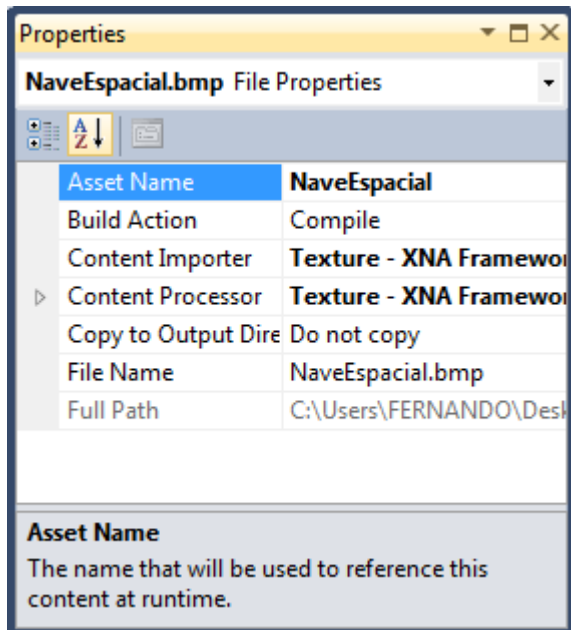 Properties
NaveEspacial.bmp File Properties
A
Z
Asset Name NaveEspacial
Build Action Compile
Content Importer Texture - XNA Framewor
Content Processor Texture - XNA Framewor
Copy to Output Dire Do not copy
File Name NaveEspacial.bmp
Full Path C:\Users\FERNANDO\Desk
Asset Name
The name that will be used to reference this
content at runtime.